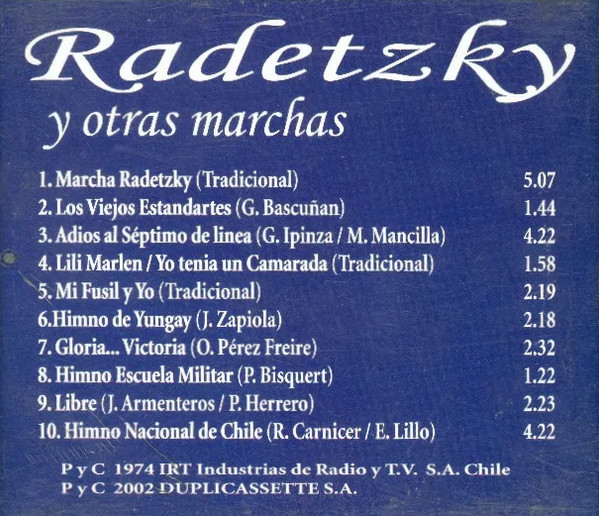 Radetzky
y otras marchas
1. Marcha Radetzky (Tradicional) 5.07
2. Los Viejos Estandartes (G. Bascuñan) 1.44
3. Adios al Séptimo de linea (G. Ipinza / M. Mancilla) 4.22
4. Lili Marlen / Yo tenia un Camarada (Tradicional) 1.58
5. Mi Fusil y Yo (Tradicional) 2.19
6.Himno de Yungay (J. Zapiola) 2.18
7. Gloria... Victoria (O. Pérez Freire) 2.32
8. Himno Escuela Militar (P. Bisquert) 1.22
9. Libre (J. Armenteros / P. Herrero) 2.23
10. Himno Nacional de Chile (R. Carnicer / E. Lillo) 4.22
P y C 1974 IRT Industrias de Radio y T.V. S.A. Chile
P y C 2002 DUPLICASSETTE S.A.